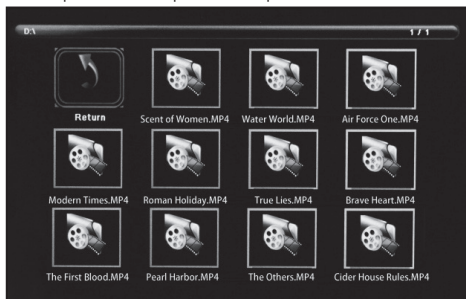 D:\ 1 / 1
Return Scent of Women.MP4 Water World.MP4 Air Force One.MP4
Modern Times.MP4 Roman Holiday.MP4 True Lies.MP4 Brave Heart.MP4
The First Blood.MP4 Pearl Harbor.MP4 The Others.MP4 Cider House Rules.MP4